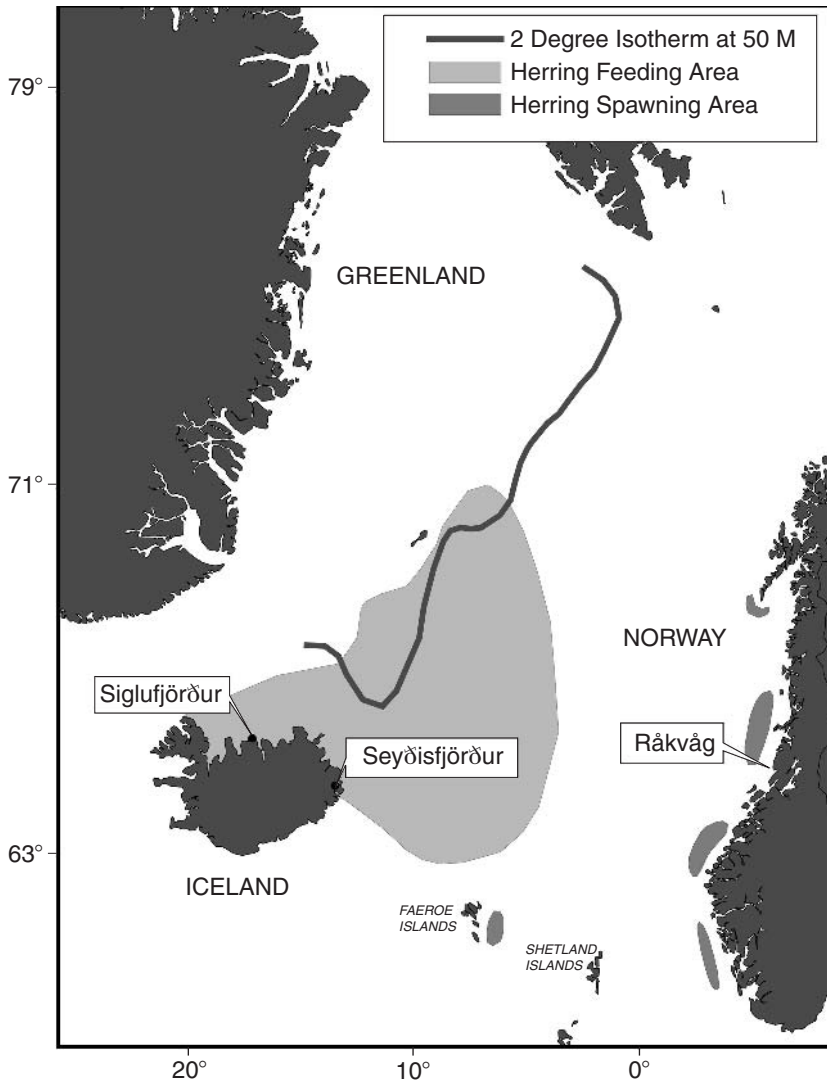 2 Degree Isotherm at 50 M
Herring Feeding Area
Herring Spawning Area
79°
GREENLAND
71°
NORWAY
Siglufjörður
Råkvåg
Seyðisfjörður
63°
ICELAND
FAEROE
ISLANDS
SHETLAND
ISLANDS
20°
10°
0°